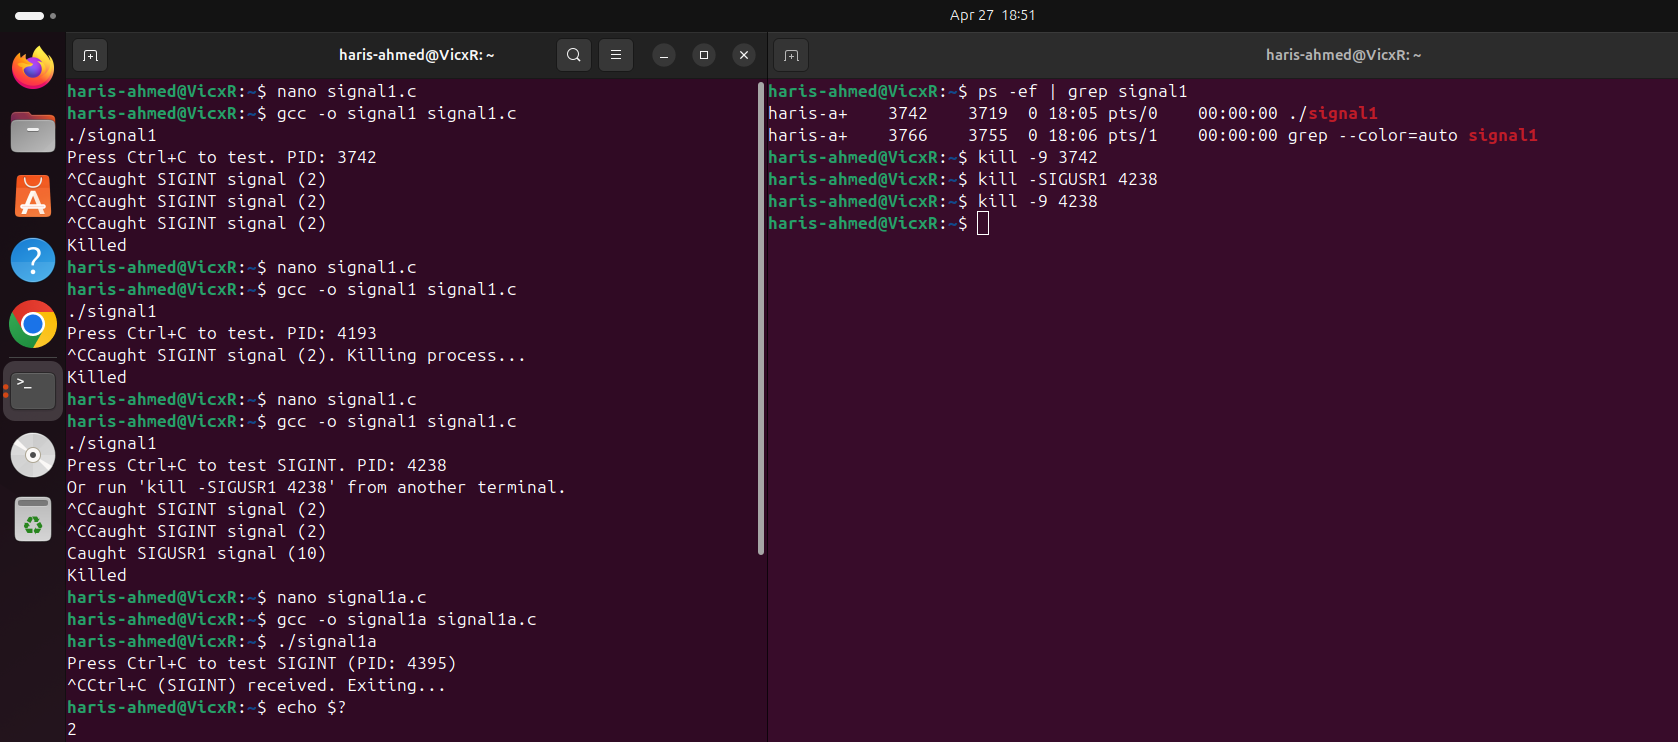 Apr 27 18:51
haris-ahmed@VicxR: ~
haris-ahmed@VicxR:~$ nano signal1.c
haris-ahmed@VicxR:~$ gcc -o signal1 signal1.c
./signal1
Press Ctrl+C to test. PID: 3742
^CCaught SIGINT signal (2)
^CCaught SIGINT signal (2)
^CCaught SIGINT signal (2)
Killed
haris-ahmed@VicxR:~$ nano signal1.c
haris-ahmed@VicxR:~$ gcc -o signal1 signal1.c
./signal1
Press Ctrl+C to test. PID: 4193
^CCaught SIGINT signal (2). Killing process...
Killed
haris-ahmed@VicxR:~$ nano signal1.c
haris-ahmed@VicxR:~$ gcc -o signal1 signal1.c
./signal1
Press Ctrl+C to test SIGINT. PID: 4238
Or run 'kill -SIGUSR1 4238' from another terminal.
^CCaught SIGINT signal (2)
^CCaught SIGINT signal (2)
Caught SIGUSR1 signal (10)
Killed
haris-ahmed@VicxR:~$ nano signal1a.c
haris-ahmed@VicxR:~$ gcc -o signal1a signal1a.c
haris-ahmed@VicxR:~$ ./signal1a
Press Ctrl+C to test SIGINT (PID: 4395)
^CCtrl+C (SIGINT) received. Exiting...
haris-ahmed@VicxR:~$ echo $?
2
haris-ahmed@VicxR: ~
haris-ahmed@VicxR:~$ ps -ef | grep signal1
haris-a+    3742    3719  0 18:05 pts/0    00:00:00 ./signal1
haris-a+    3766    3755  0 18:06 pts/1    00:00:00 grep --color=auto signal1
haris-ahmed@VicxR:~$ kill -9 3742
haris-ahmed@VicxR:~$ kill -SIGUSR1 4238
haris-ahmed@VicxR:~$ kill -9 4238
haris-ahmed@VicxR:~$